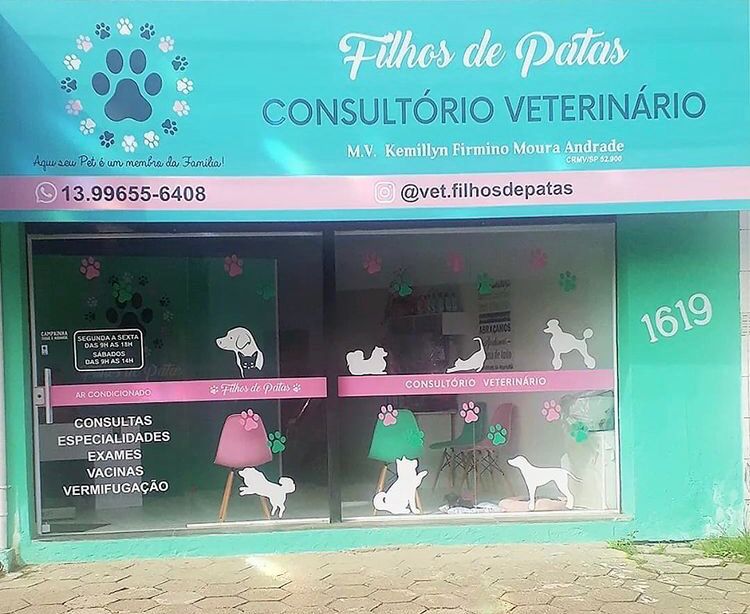 Filhos de Patas
CONSULTÓRIO VETERINÁRIO
M.V. Kemillyn Firmino Moura Andrade
CRMV/SP 52.900
Aqui seu Pet é um membro da Familia!
13.99655-6408
@vet.filhosdepatas
1619
CAMPAINHA
SEGUNDA A SEXTA
DAS 9H AS 18H
SÁBADOS
DAS 9H AS 14H
AR CONDICIONADO
Filhos de Patas
CONSULTÓRIO VETERINÁRIO
CONSULTAS
ESPECIALIDADES
EXAMES
VACINAS
VERMIFUGAÇÃO